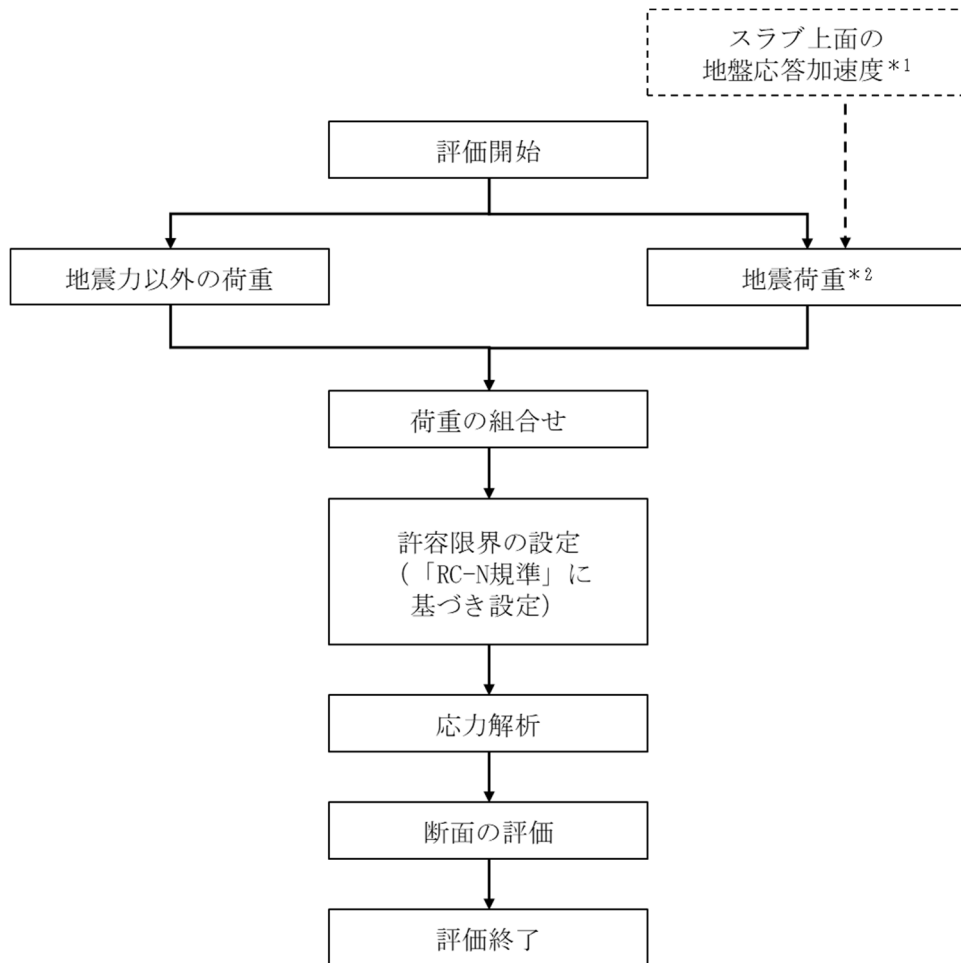 スラブ上面の
地盤応答加速度*1
評価開始
地震力以外の荷重
地震荷重*2
荷重の組合せ
許容限界の設定
(「RC-N規準」に
基づき設定)
応力解析
断面の評価
評価終了